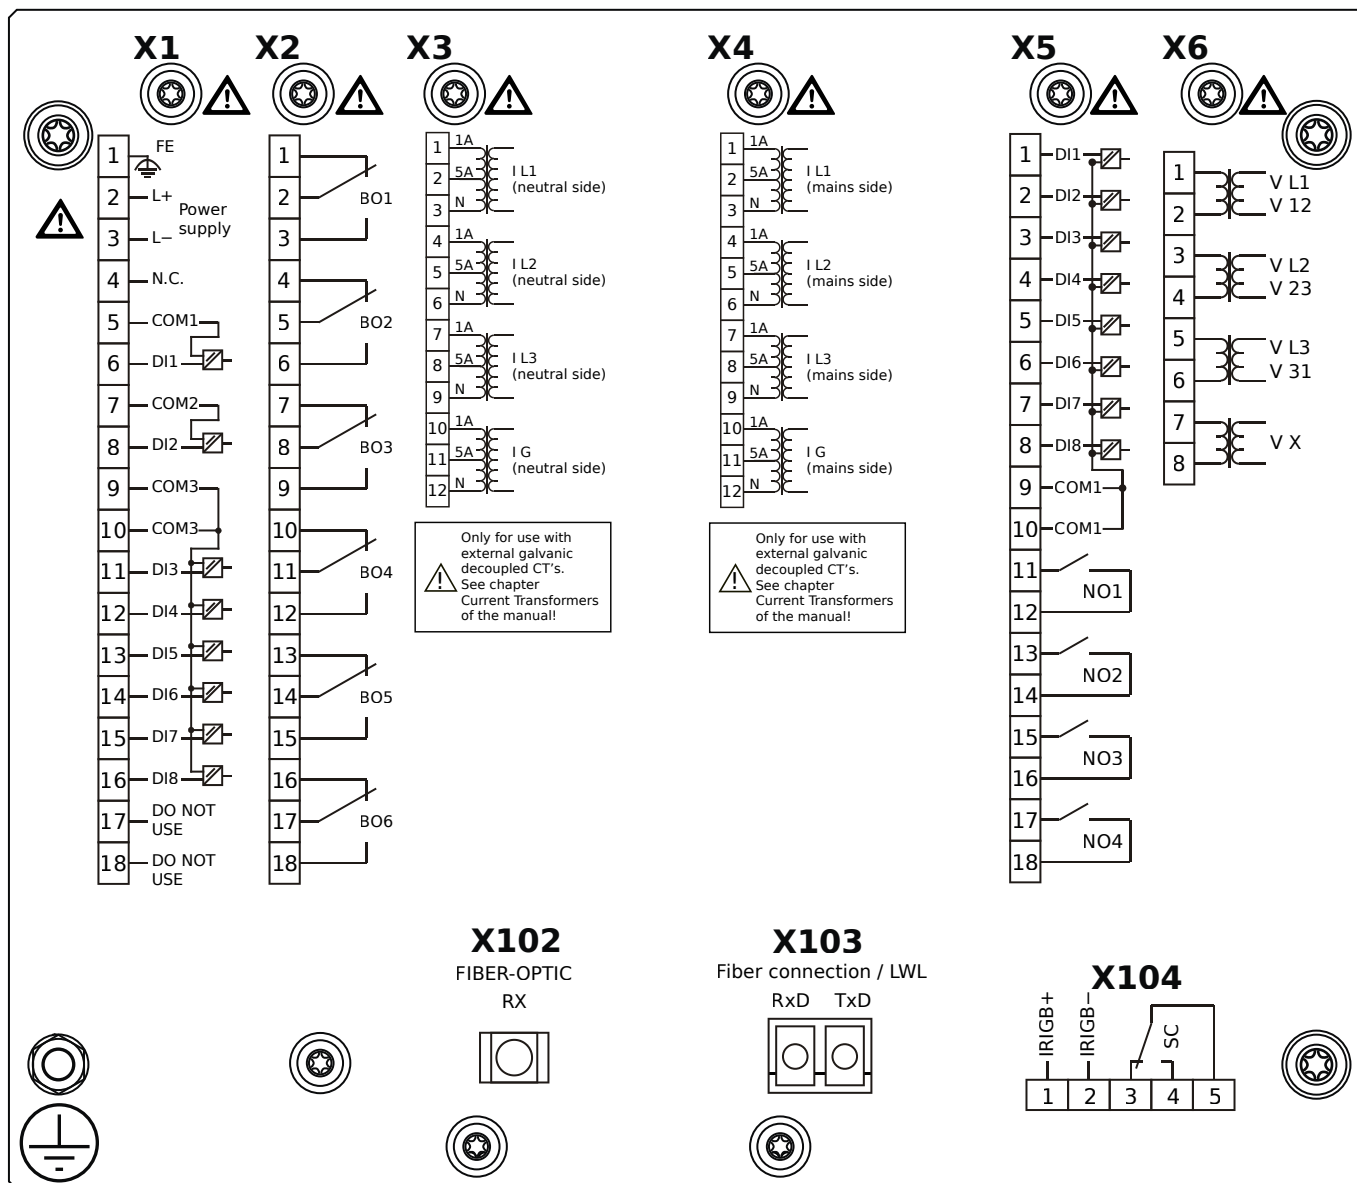 X1
1 FE
2 L+ Power
supply
3 L−
4 N.C.
5 COM1
6 DI1
7 COM2
8 DI2
9 COM3
10 COM3
11 DI3
12 DI4
13 DI5
14 DI6
15 DI7
16 DI8
17 DO NOT
USE
18 DO NOT
USE
X2
1
2 BO1
3
4
5 BO2
6
7
8 BO3
9
10
11 BO4
12
13
14 BO5
15
16
17 BO6
18
X3
1 1A
2 5A
3 N
I L1
(neutral side)
4 1A
5 5A
6 N
I L2
(neutral side)
7 1A
8 5A
9 N
I L3
(neutral side)
10 1A
11 5A
12 N
I G
(neutral side)
Only for use with
external galvanic
decoupled CT's.
See chapter
Current Transformers
of the manual!
X4
1 1A
2 5A
3 N
I L1
(mains side)
4 1A
5 5A
6 N
I L2
(mains side)
7 1A
8 5A
9 N
I L3
(mains side)
10 1A
11 5A
12 N
I G
(mains side)
Only for use with
external galvanic
decoupled CT's.
See chapter
Current Transformers
of the manual!
X5
1 DI1
2 DI2
3 DI3
4 DI4
5 DI5
6 DI6
7 DI7
8 DI8
9 COM1
10 COM1
11
NO1
12
13
NO2
14
15
NO3
16
17
NO4
18
X6
1 V L1
2 V 12
3 V L2
4 V 23
5 V L3
6 V 31
7
V X
8
X102
FIBER-OPTIC
RX
X103
Fiber connection / LWL
RxD TxD
X104
IRIGB+
IRIGB−
SC
1 2 3 4 5